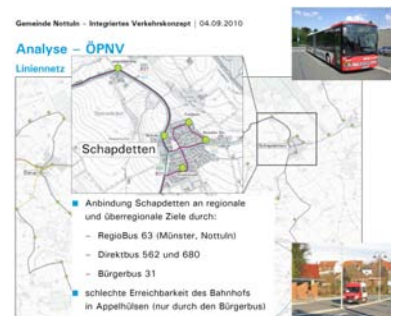 Gemeinde Nottuln – Integriertes Verkehrskonzept | 04.09.2010
Analyse – ÖPNV
Liniennetz
Schapdetten
■ Anbindung Schapdetten an regionale
und überregionale Ziele durch:
– RegioBus 63 (Münster, Nottuln)
– Direktbus 562 und 680
– Bürgerbus 31
■ schlechte Erreichbarkeit des Bahnhofs
in Appelhülsen (nur durch den Bürgerbus)